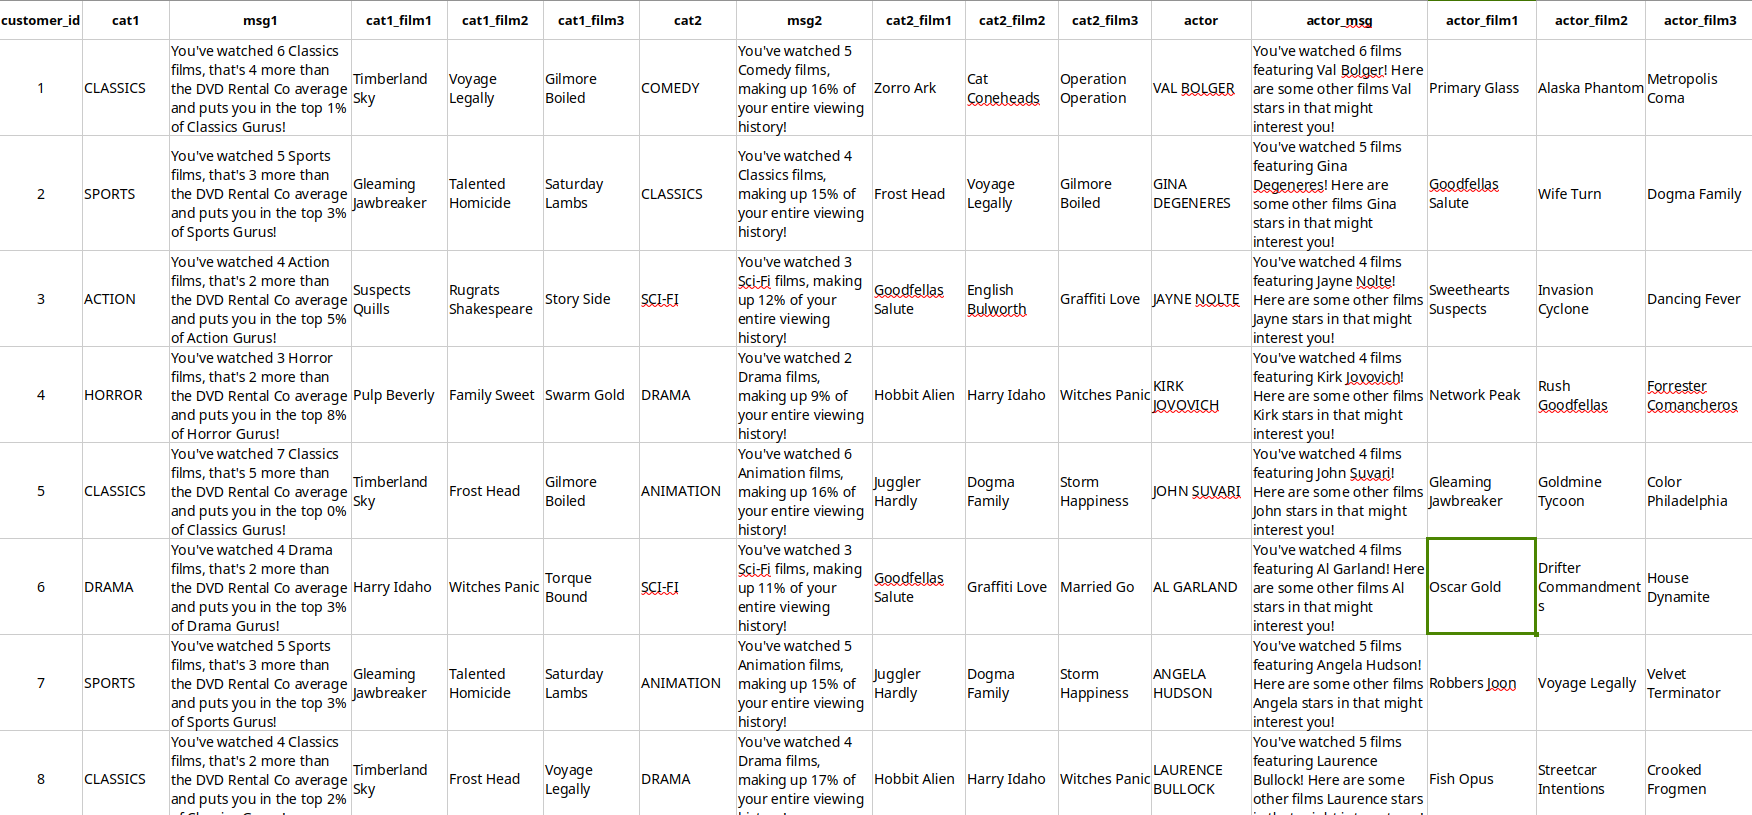 customer_id cat1 msg1 cat1_film1 cat1_film2 cat1_film3 cat2 msg2 cat2_film1 cat2_film2 cat2_film3 actor actor_msg actor_film1 actor_film2 actor_film3
1
CLASSICS
You've watched 6 Classics
films, that's 4 more than
the DVD Rental Co average
and puts you in the top 1%
of Classics Gurus!
Timberland
Sky
Voyage
Legally
Gilmore
Boiled
COMEDY
You've watched 5
Comedy films,
making up 16% of
your entire viewing
history!
Zorro Ark
Cat
Coneheads
Operation
Operation
VAL BOLGER
You've watched 6 films
featuring Val Bolger! Here
are some other films Val
stars in that might
interest you!
Primary Glass
Alaska Phantom
Metropolis
Coma
2
SPORTS
You've watched 5 Sports
films, that's 3 more than
the DVD Rental Co average
and puts you in the top 3%
of Sports Gurus!
Gleaming
Jawbreaker
Talented
Homicide
Saturday
Lambs
CLASSICS
You've watched 4
Classics films,
making up 15% of
your entire viewing
history!
Frost Head
Voyage
Legally
Gilmore
Boiled
GINA
DEGENERES
You've watched 5 films
featuring Gina
Degeneres! Here are
some other films Gina
stars in that might
interest you!
Goodfellas
Salute
Wife Turn
Dogma Family
3
ACTION
You've watched 4 Action
films, that's 2 more than
the DVD Rental Co average
and puts you in the top 5%
of Action Gurus!
Suspects
Quills
Rugrats
Shakespeare
Story Side
SCI-FI
You've watched 3
Sci-Fi films, making
up 12% of your
entire viewing
history!
Goodfellas
Salute
English
Bulworth
Graffiti Love
JAYNE NOLTE
You've watched 4 films
featuring Jayne Nolte!
Here are some other films
Jayne stars in that might
interest you!
Sweethearts
Suspects
Invasion
Cyclone
Dancing Fever
4
HORROR
You've watched 3 Horror
films, that's 2 more than
the DVD Rental Co average
and puts you in the top 8%
of Horror Gurus!
Pulp Beverly
Family Sweet
Swarm Gold
DRAMA
You've watched 2
Drama films,
making up 9% of
your entire viewing
history!
Hobbit Alien
Harry Idaho
Witches Panic
KIRK
JOVOVICH
You've watched 4 films
featuring Kirk Jovovich!
Here are some other films
Kirk stars in that might
interest you!
Network Peak
Rush
Goodfellas
Forrester
Comancheros
5
CLASSICS
You've watched 7 Classics
films, that's 5 more than
the DVD Rental Co average
and puts you in the top 0%
of Classics Gurus!
Timberland
Sky
Frost Head
Gilmore
Boiled
ANIMATION
You've watched 6
Animation films,
making up 16% of
your entire viewing
history!
Juggler
Hardly
Dogma
Family
Storm
Happiness
JOHN SUVARI
You've watched 4 films
featuring John Suvari!
Here are some other films
John stars in that might
interest you!
Gleaming
Jawbreaker
Goldmine
Tycoon
Color
Philadelphia
6
DRAMA
You've watched 4 Drama
films, that's 2 more than
the DVD Rental Co average
and puts you in the top 3%
of Drama Gurus!
Harry Idaho
Witches Panic
Torque
Bound
SCI-FI
You've watched 3
Sci-Fi films, making
up 11% of your
entire viewing
history!
Goodfellas
Salute
Graffiti Love
Married Go
AL GARLAND
You've watched 4 films
featuring Al Garland! Here
are some other films Al
stars in that might
interest you!
Oscar Gold
Drifter
Commandment
s
House
Dynamite
7
SPORTS
You've watched 5 Sports
films, that's 3 more than
the DVD Rental Co average
and puts you in the top 3%
of Sports Gurus!
Gleaming
Jawbreaker
Talented
Homicide
Saturday
Lambs
ANIMATION
You've watched 5
Animation films,
making up 15% of
your entire viewing
history!
Juggler
Hardly
Dogma
Family
Storm
Happiness
ANGELA
HUDSON
You've watched 5 films
featuring Angela Hudson!
Here are some other films
Angela stars in that might
interest you!
Robbers Joon
Voyage Legally
Velvet
Terminator
8
CLASSICS
You've watched 4 Classics
films, that's 2 more than
the DVD Rental Co average
and puts you in the top 2%
Timberland
Sky
Frost Head
Voyage
Legally
DRAMA
You've watched 4
Drama films,
making up 17% of
your entire viewing
Hobbit Alien
Harry Idaho
Witches Panic
LAURENCE
BULLOCK
You've watched 5 films
featuring Laurence
Bullock! Here are some
other films Laurence stars
Fish Opus
Streetcar
Intentions
Crooked
Frogmen